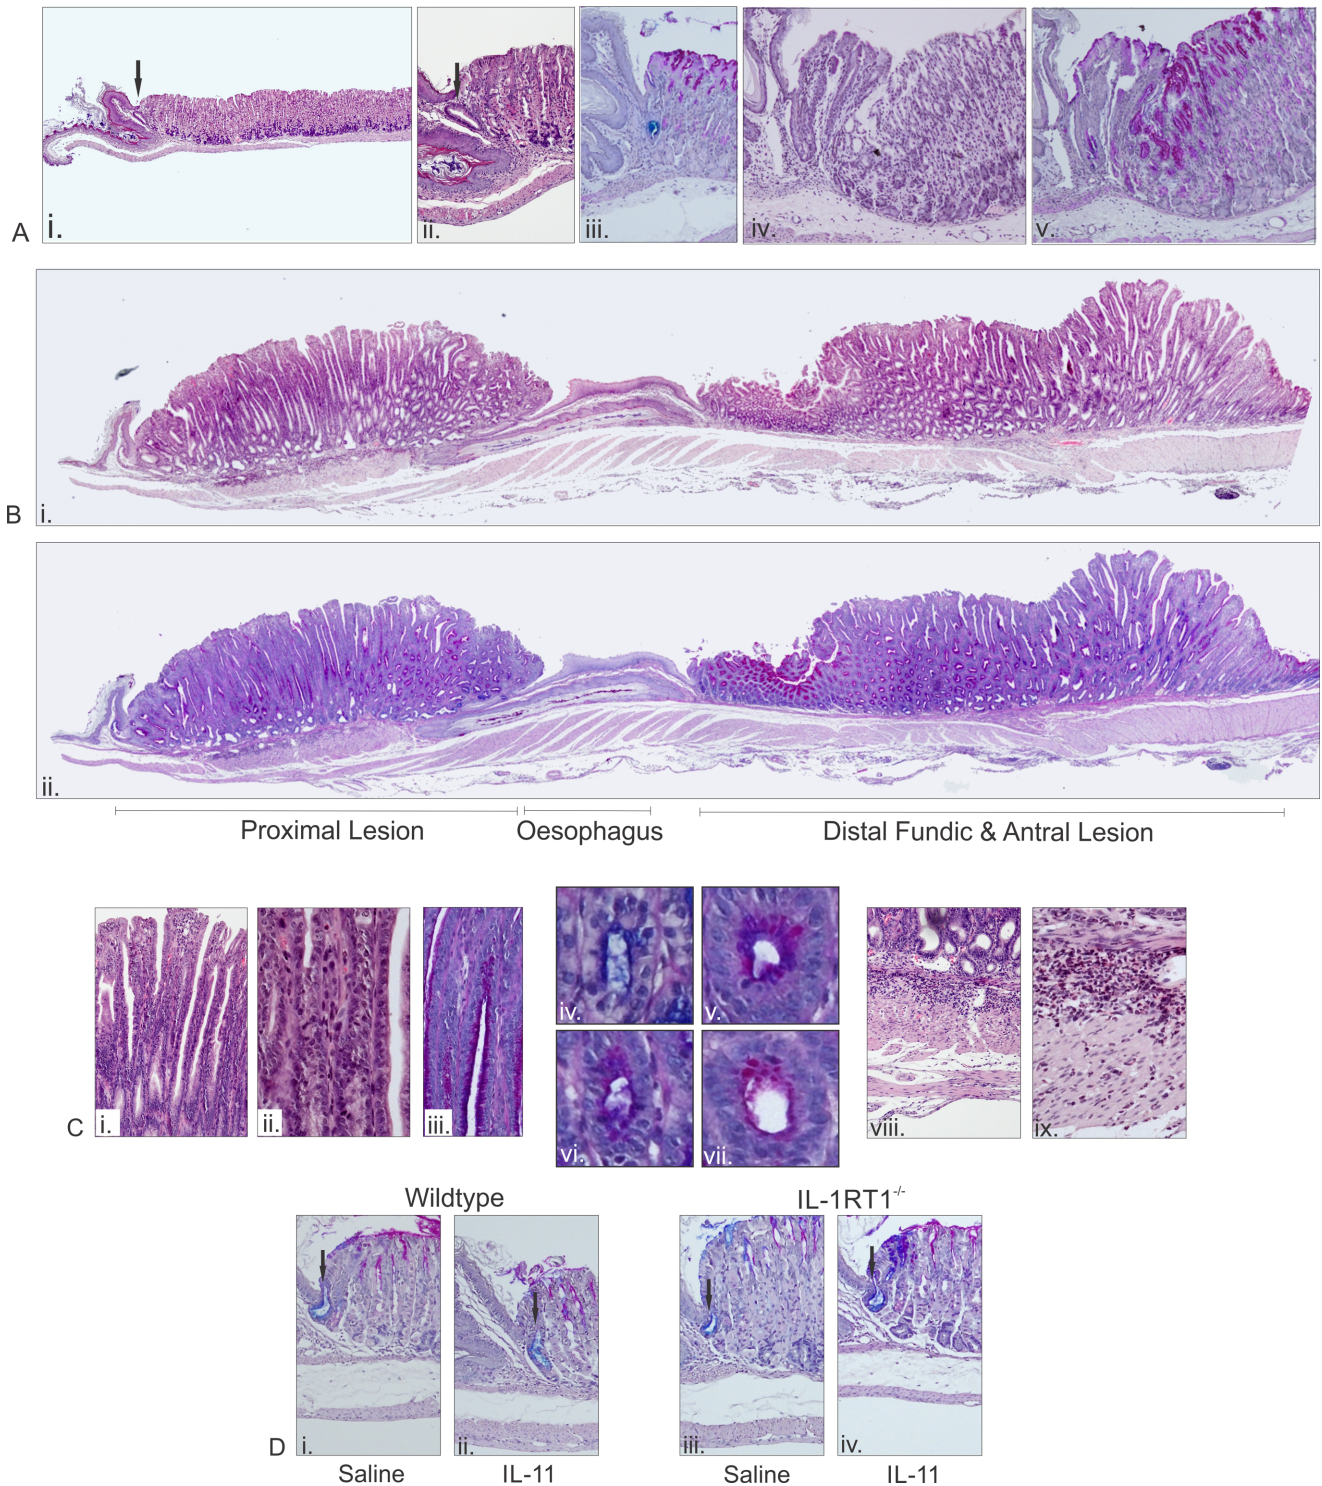 A
i.
ii.
iii.
iv.
v.
B
i.
ii.
Proximal Lesion
Oesophagus
Distal Fundic & Antral Lesion
C
i.
ii.
iii.
iv.
v.
vi.
vii.
viii.
ix.
Wildtype
IL-1RT1-/-
D
i.
ii.
iii.
iv.
Saline
IL-11
Saline
IL-11